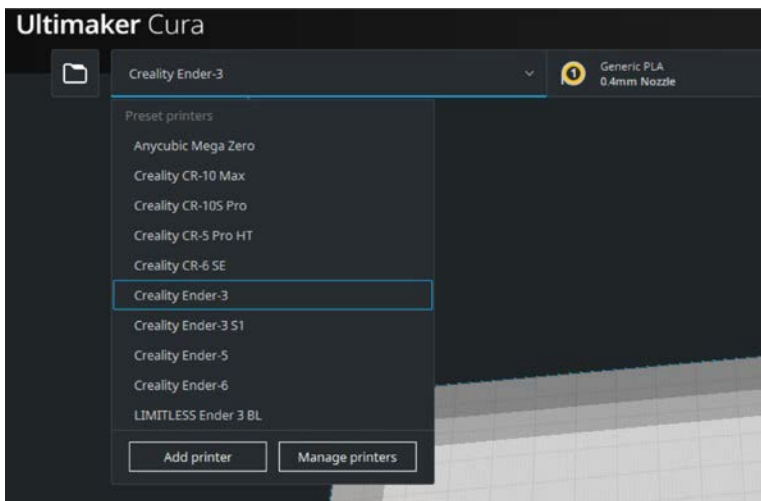 Ultimaker Cura
Creality Ender-3
1
Generic PLA
0.4mm Nozzle
Preset printers
Anycubic Mega Zero
Creality CR-10 Max
Creality CR-10S Pro
Creality CR-5 Pro HT
Creality CR-6 SE
Creality Ender-3
Creality Ender-3 S1
Creality Ender-5
Creality Ender-6
LIMITLESS Ender 3 BL
Add printer
Manage printers